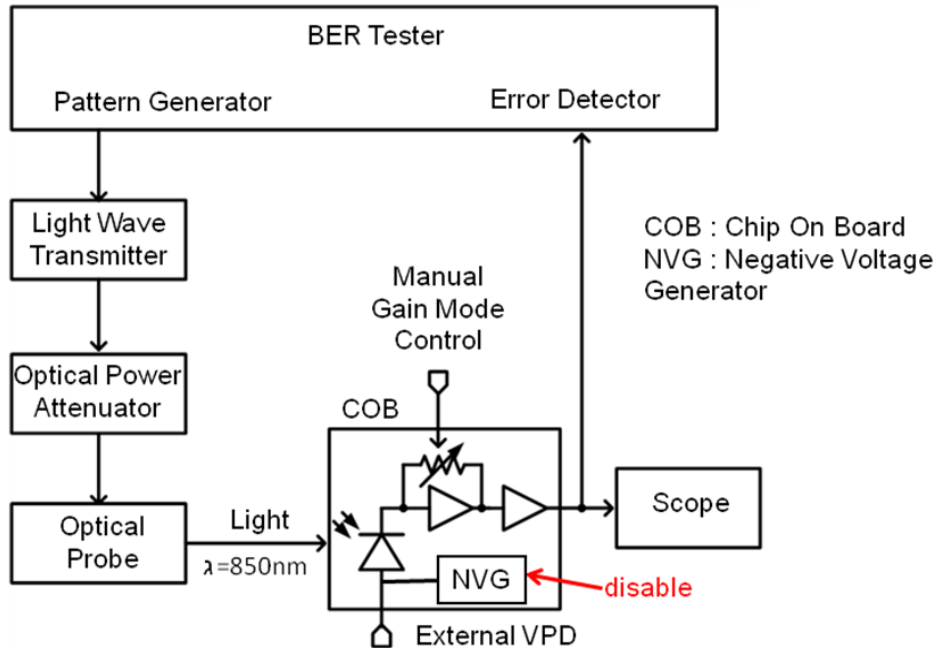 BER Tester
Pattern Generator
Error Detector
Light Wave
Transmitter
COB : Chip On Board
NVG : Negative Voltage
Generator
Manual
Gain Mode
Control
Optical Power
Attenuator
COB
Optical
Probe
Light
λ=850nm
Scope
NVG
disable
External VPD